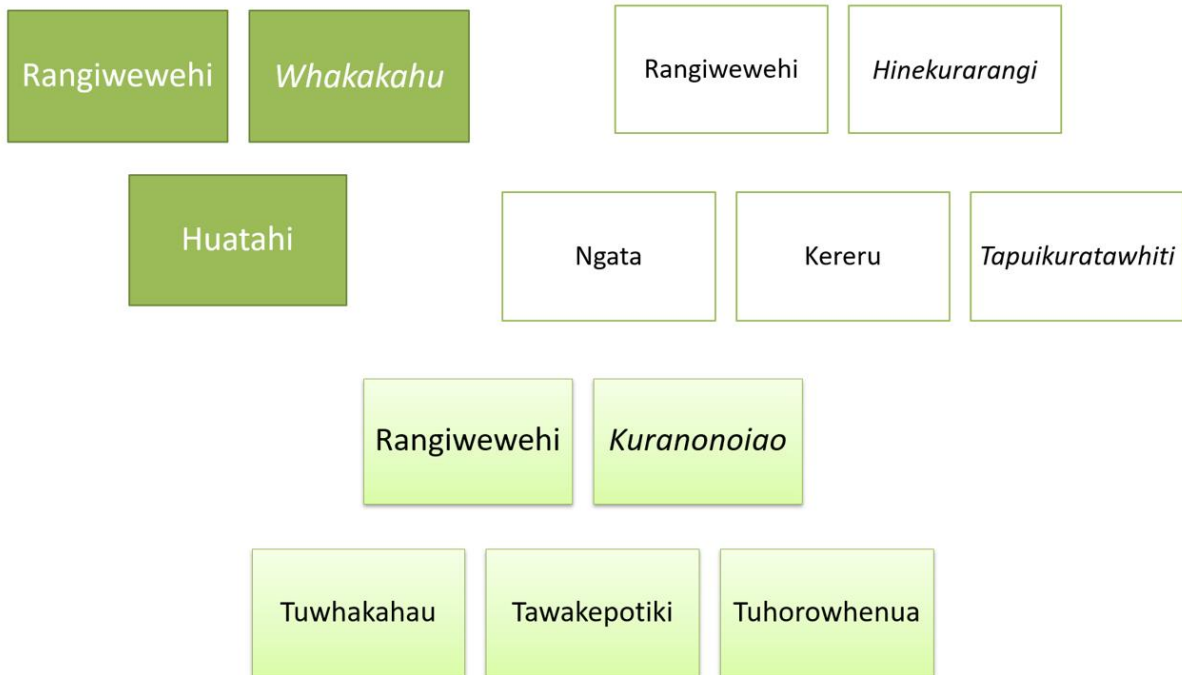 Rangiwewehi
Whakakahu
Huatahi
Rangiwewehi
Hinekurarangi
Ngata
Kereru
Tapuikuratawhiti
Rangiwewehi
Kuranonoiao
Tuwhakahau
Tawakepotiki
Tuhorowhenua